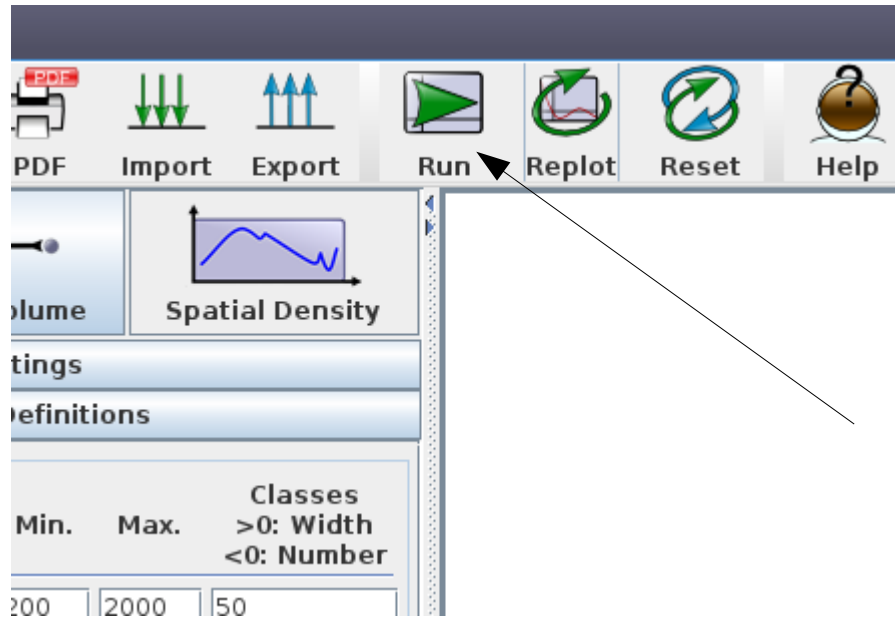 PDF
?
PDF Import Export Run Replot Reset Help
olume Spatial Density
tings
efinitions
Classes
Min. Max. >0: Width
<0: Number
200 2000 50